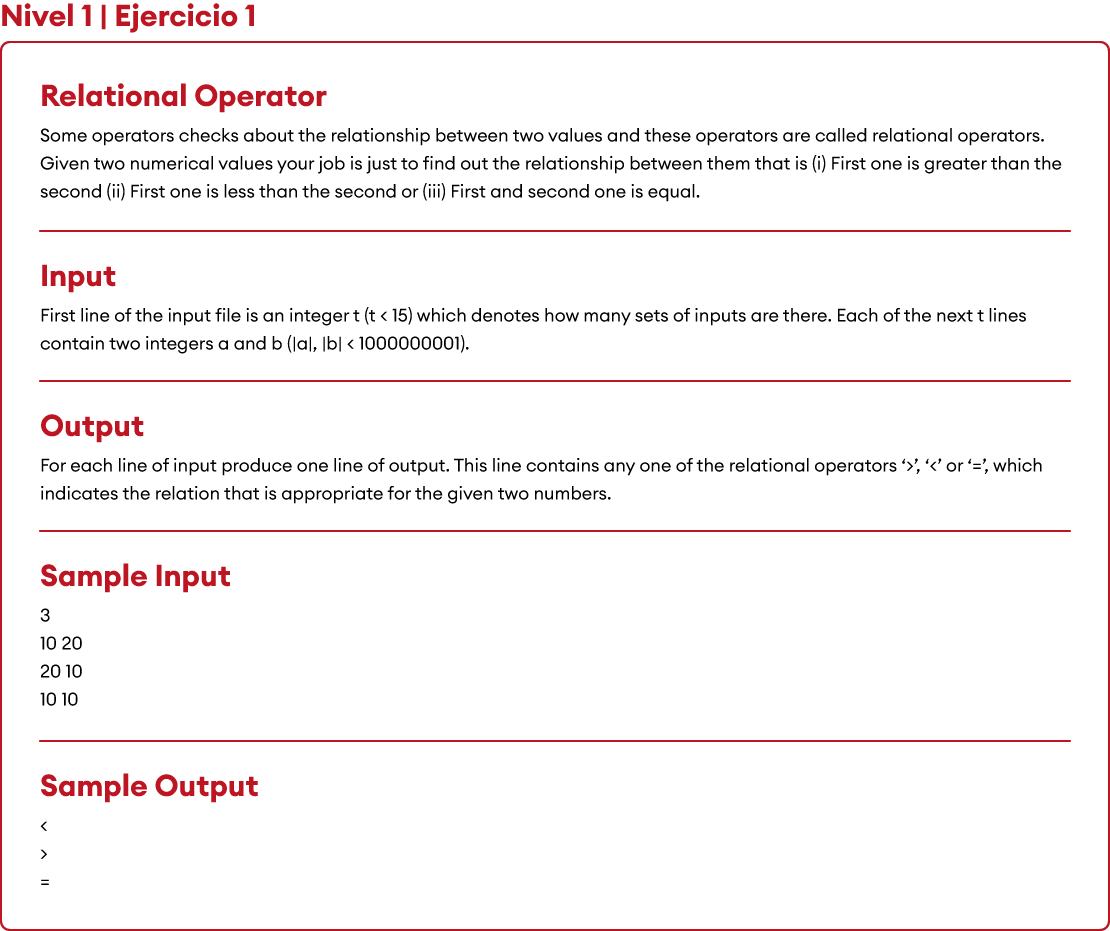 Nivel 1 | Ejercicio 1
Relational Operator
Some operators checks about the relationship between two values and these operators are called relational operators.
Given two numerical values your job is just to find out the relationship between them that is (i) First one is greater than the
second (ii) First one is less than the second or (iii) First and second one is equal.
Input
First line of the input file is an integer t (t < 15) which denotes how many sets of inputs are there. Each of the next t lines
contain two integers a and b (|a|, |b| < 1000000001).
Output
For each line of input produce one line of output. This line contains any one of the relational operators ‘>’, ‘<’ or ‘=’, which
indicates the relation that is appropriate for the given two numbers.
Sample Input
3
10 20
20 10
10 10
Sample Output
<
>
=